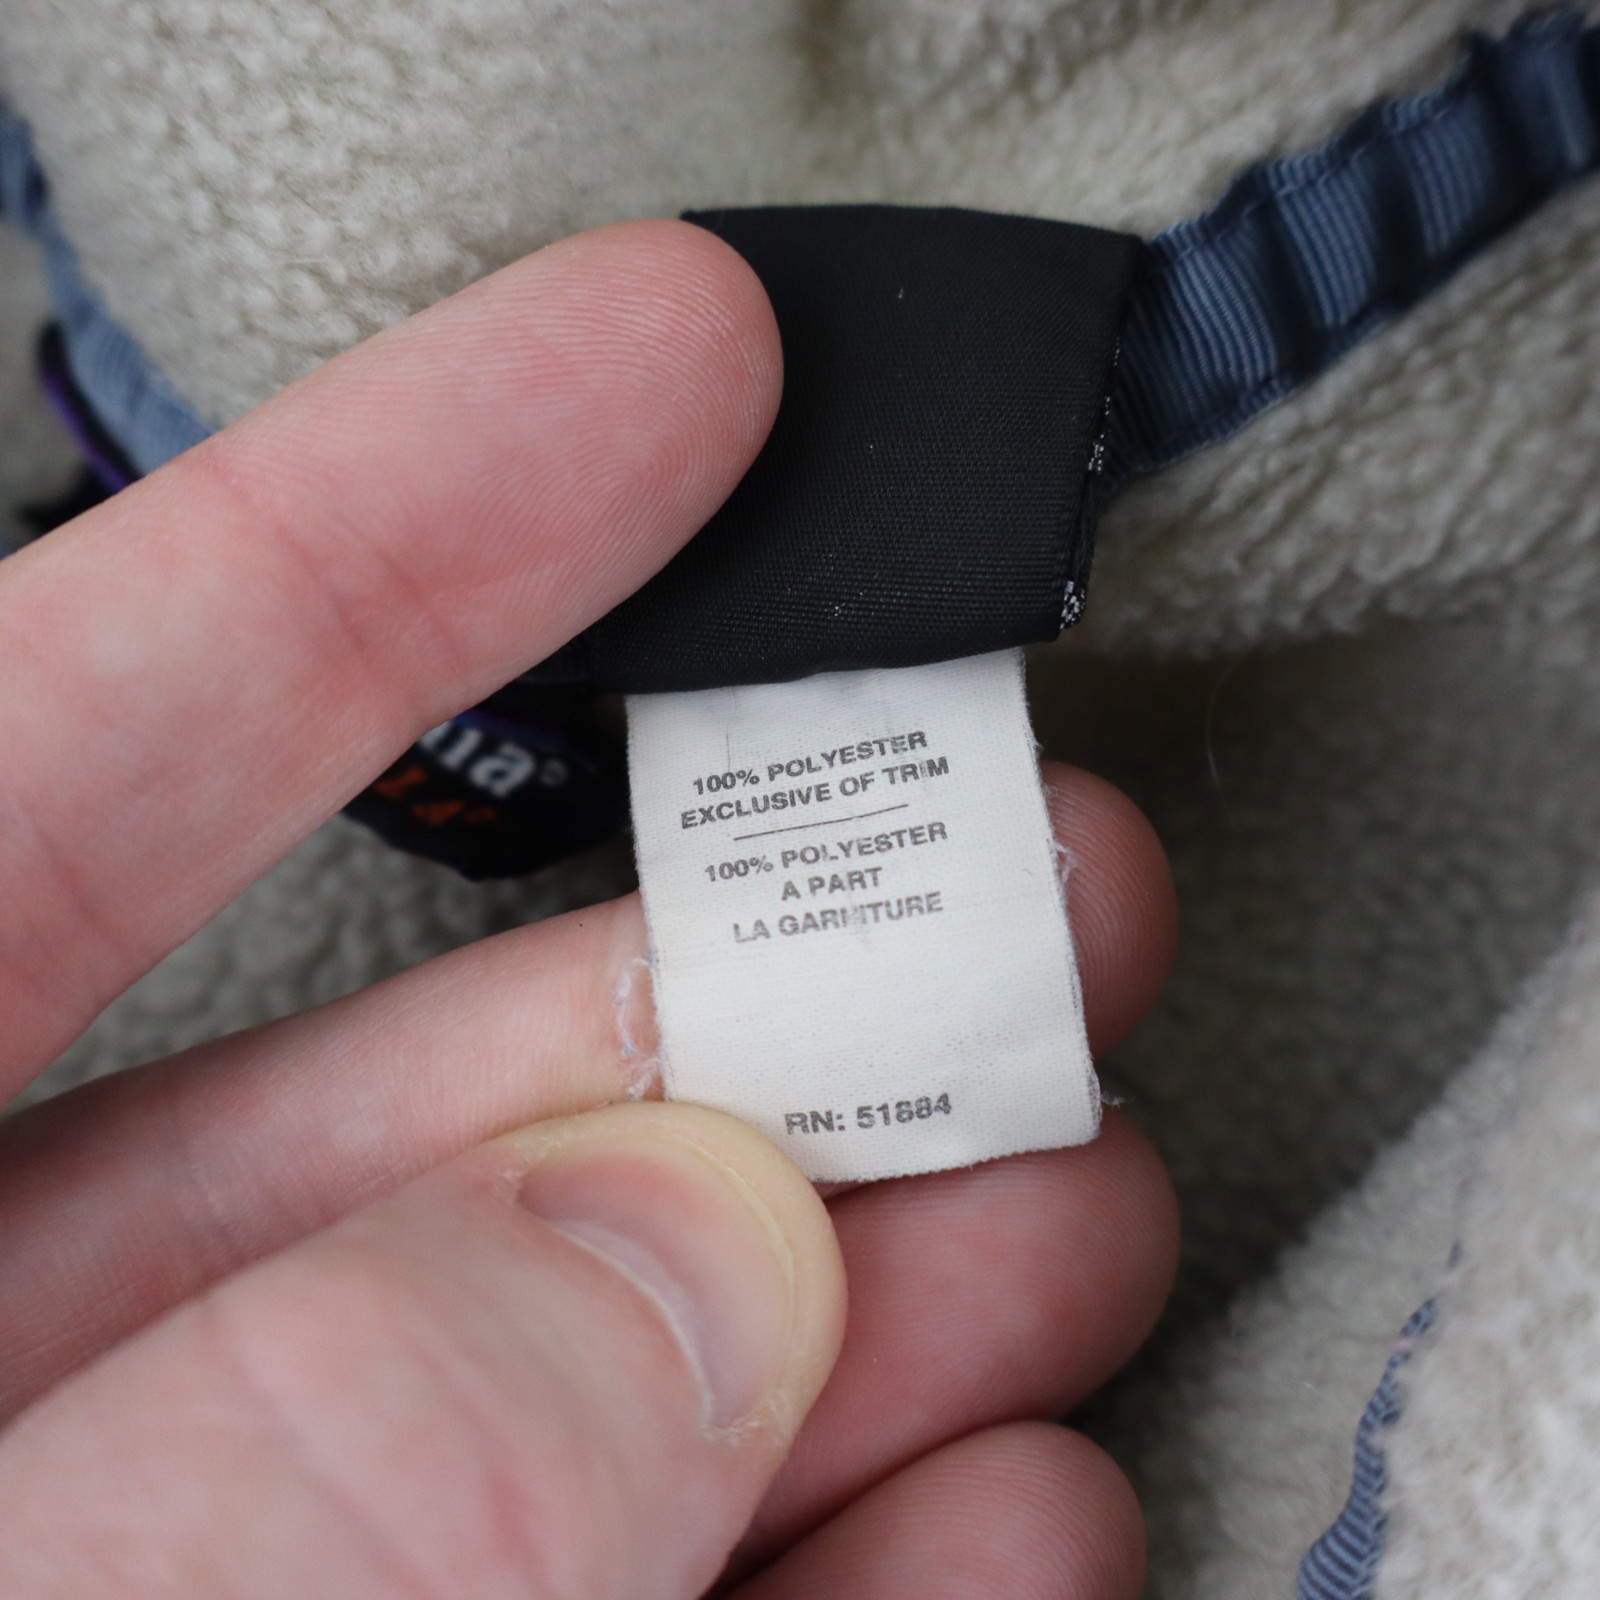 100% POLYESTER
EXCLUSIVE OF TRIM
100% POLYESTER
A PART
LA GARNITURE
RN: 51884